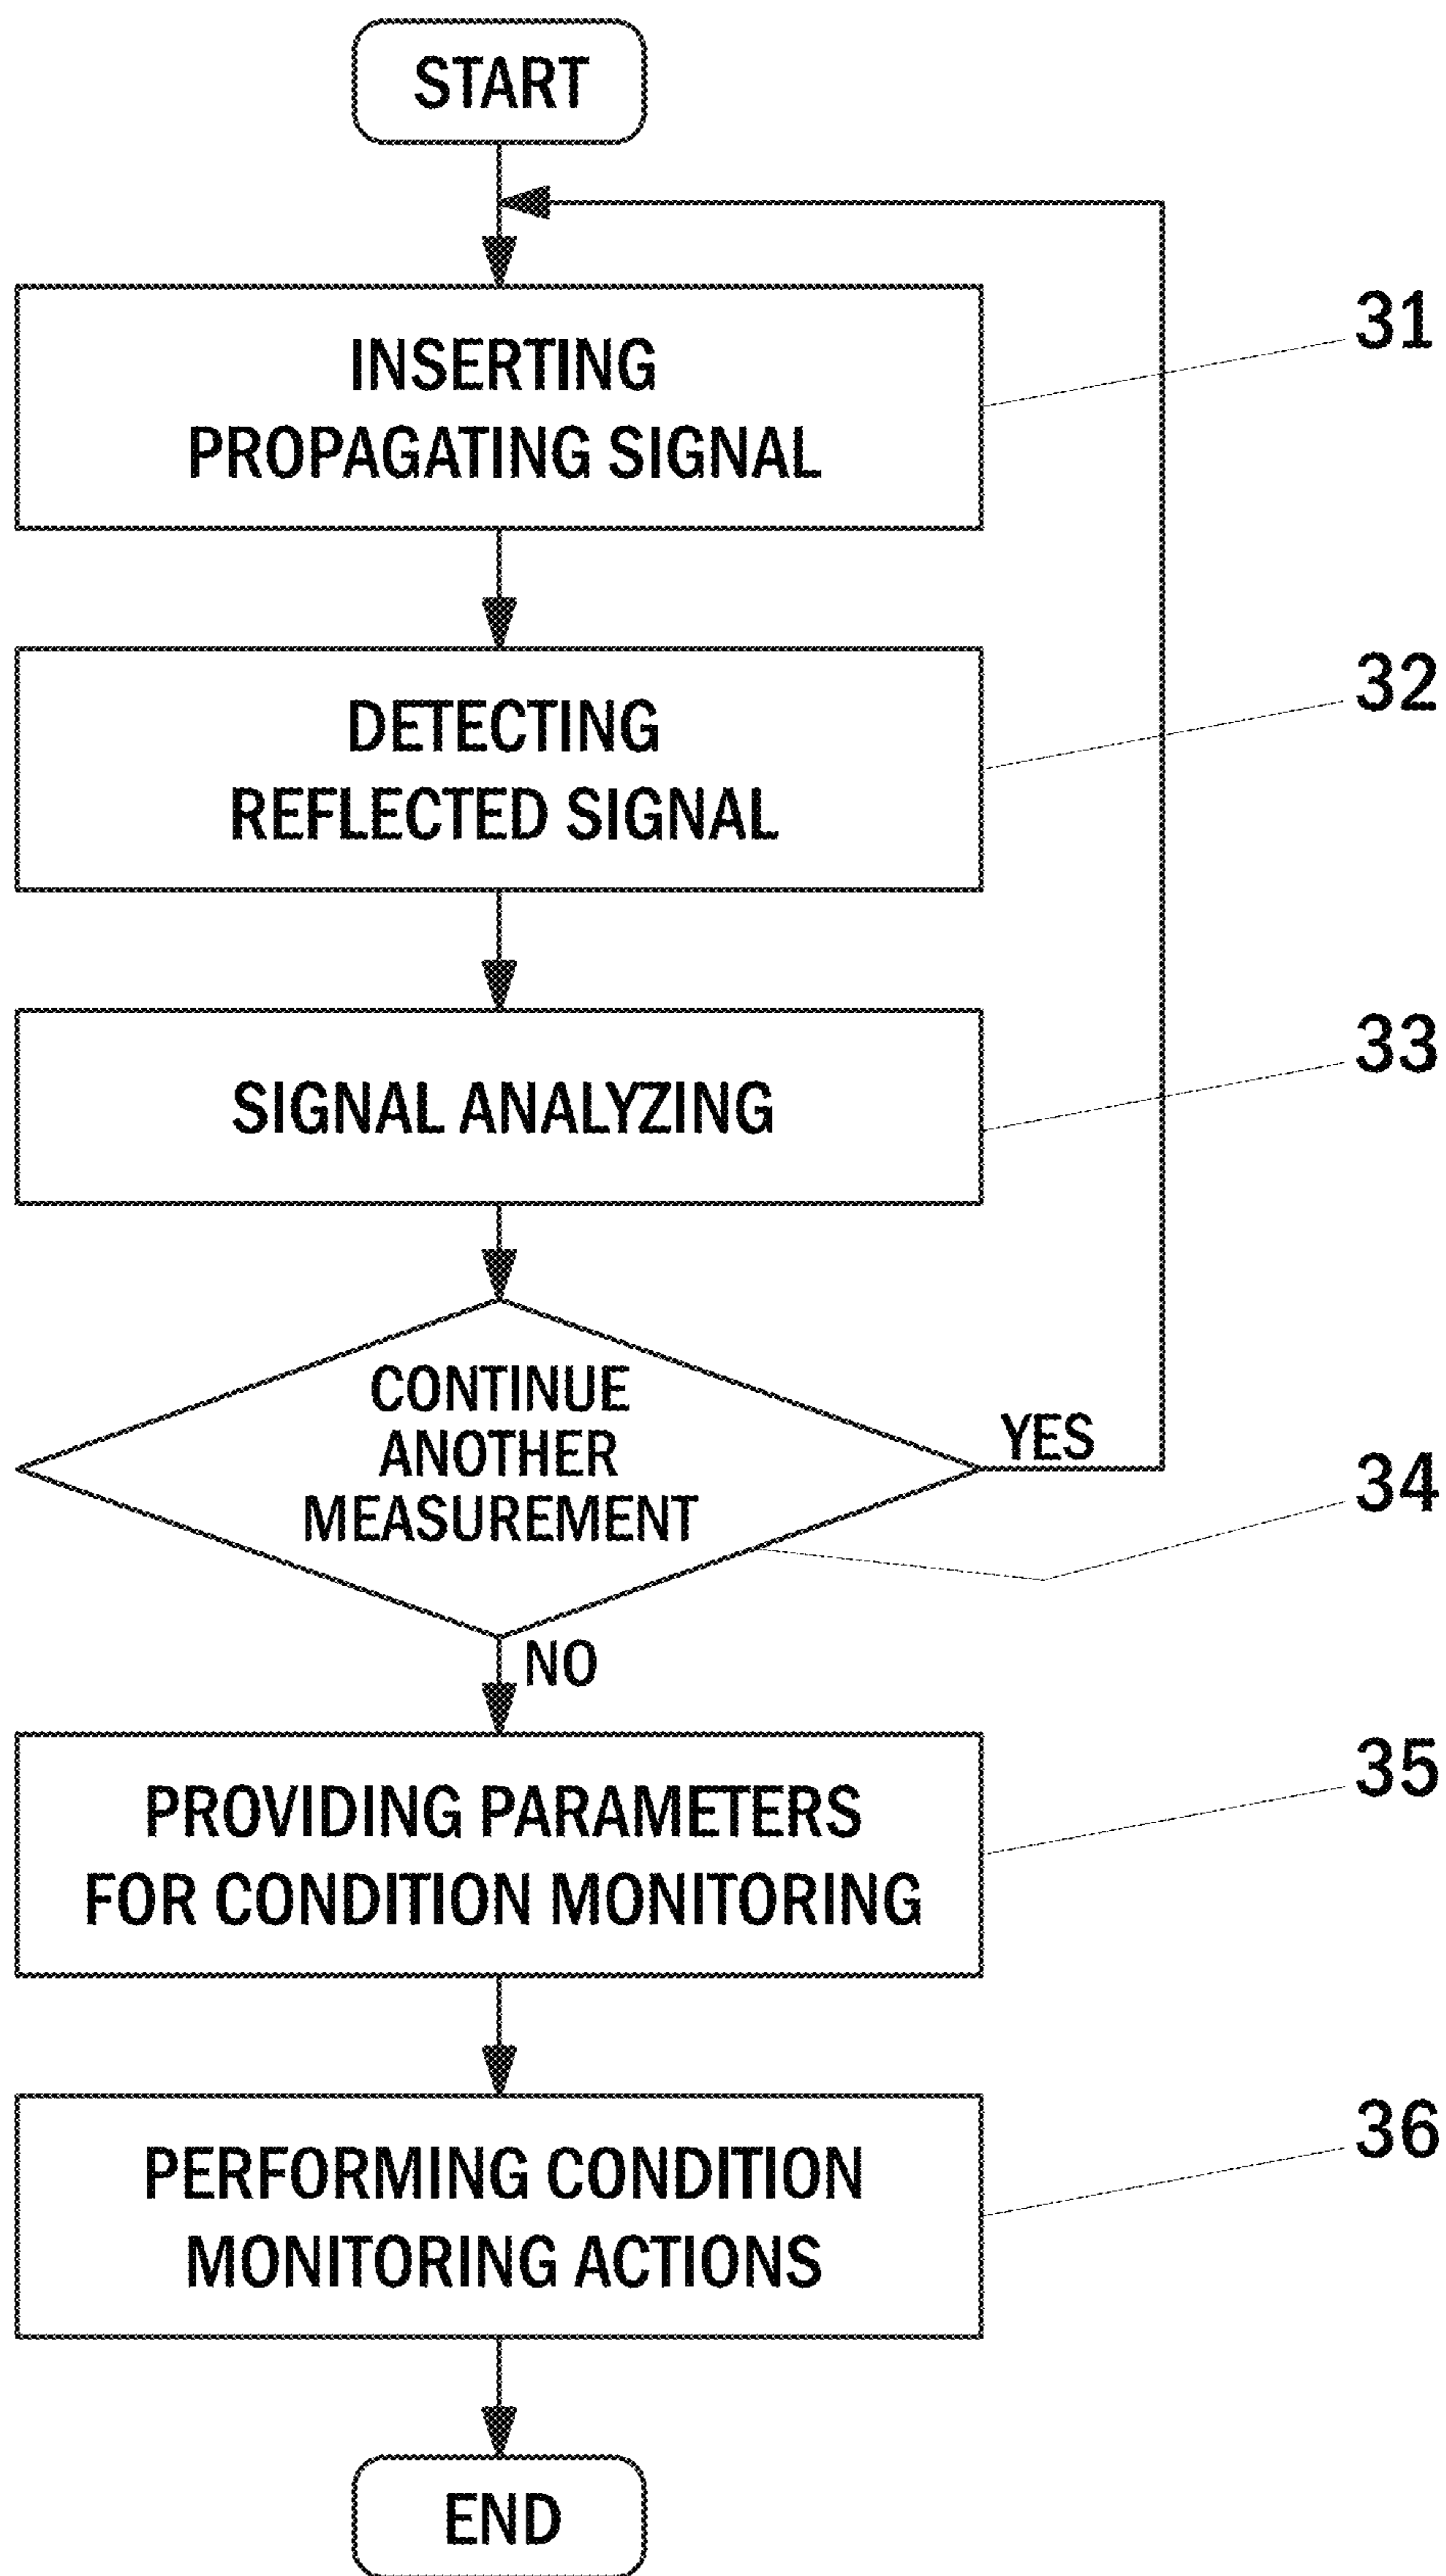 START
INSERTING
PROPAGATING SIGNAL
31
DETECTING
REFLECTED SIGNAL
32
SIGNAL ANALYZING
33
CONTINUE
ANOTHER
MEASUREMENT
YES
34
NO
PROVIDING PARAMETERS
FOR CONDITION MONITORING
35
PERFORMING CONDITION
MONITORING ACTIONS
36
END